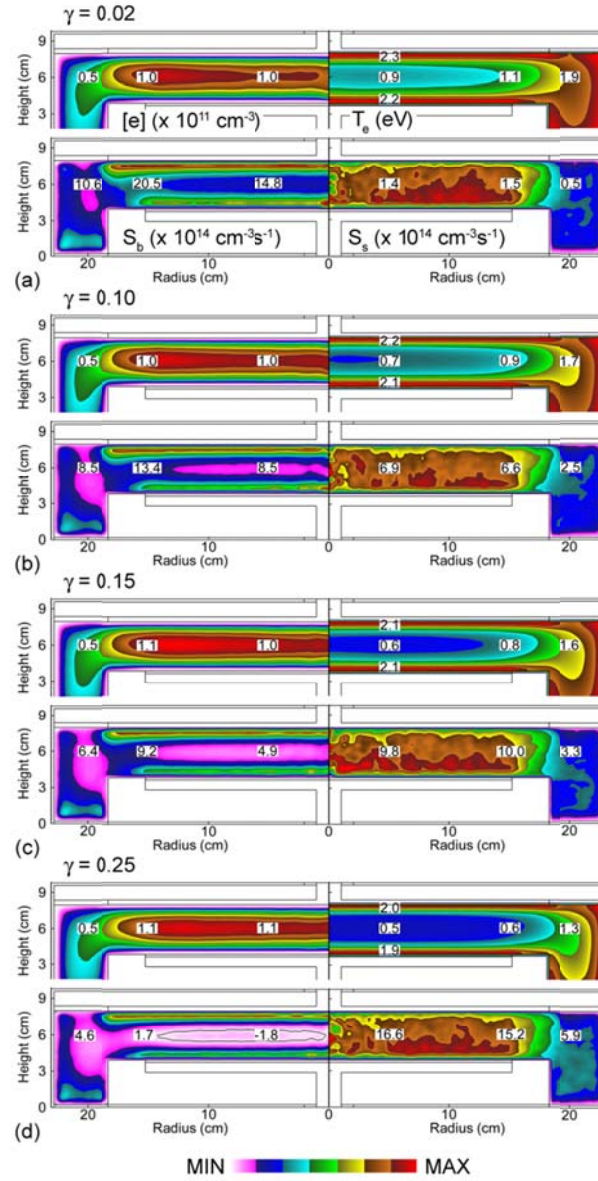 γ = 0.02
9
6
3
Height (cm)
0.5 1.0 1.0 2.3 0.9 1.1 1.9
2.2
[e] (x 10¹¹ cm⁻³) Tₑ (eV)
9
6
3
0
Height (cm)
10.6 20.5 14.8 1.4 1.5 0.5
S_b (x 10¹⁴ cm⁻³s⁻¹) S_s (x 10¹⁴ cm⁻³s⁻¹)
20 10 0 10 20
(a) Radius (cm) Radius (cm)
γ = 0.10
9
6
3
Height (cm)
0.5 1.0 1.0 2.2 0.7 0.9 1.7
2.1
9
6
3
0
Height (cm)
8.5 13.4 8.5 6.9 6.6 2.5
20 10 0 10 20
(b) Radius (cm) Radius (cm)
γ = 0.15
9
6
3
Height (cm)
0.5 1.1 1.0 2.1 0.6 0.8 1.6
2.1
9
6
3
0
Height (cm)
6.4 9.2 4.9 9.8 10.0 3.3
20 10 0 10 20
(c) Radius (cm) Radius (cm)
γ = 0.25
9
6
3
Height (cm)
0.5 1.1 1.1 2.0 0.5 0.6 1.3
1.9
9
6
3
0
Height (cm)
4.6 1.7 -1.8 16.6 15.2 5.9
20 10 0 10 20
(d) Radius (cm) Radius (cm)
MIN MAX